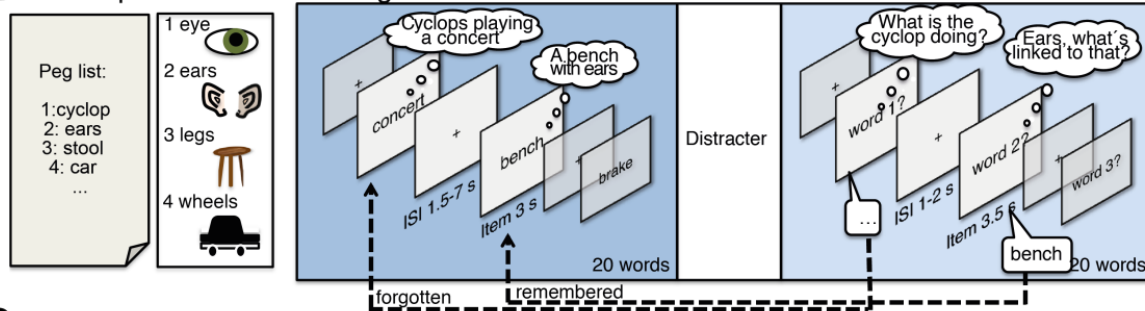 Peg list:
1:cyclop
2: ears
3: stool
4: car
...
1 eye
2 ears
3 legs
4 wheels
Cyclops playing
a concert
A bench
with ears
+
concert
+
bench
+
brake
ISI 1.5-7 s
Item 3 s
20 words
Distracter
What is the
cyclop doing?
Ears, what´s
linked to that?
+
word 1?
+
word 2?
+
word 3?
ISI 1-2 s
Item 3.5 s
...
bench
20 words
forgotten
remembered